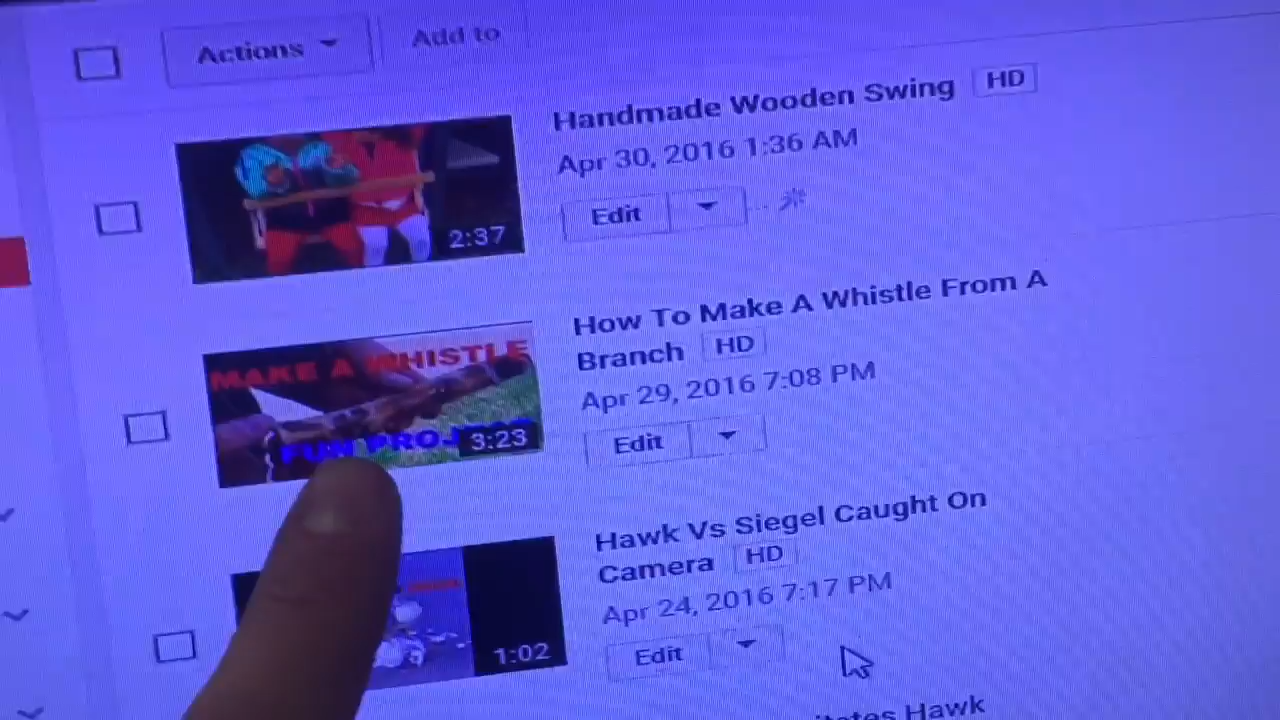 Actions
Add to
Handmade Wooden Swing HD
Apr 30, 2016 1:36 AM
2:37
Edit
How To Make A Whistle From A
Branch HD
MAKE A WHISTLE
Apr 29, 2016 7:08 PM
FUN PROJ
3:23
Edit
Hawk Vs Siegel Caught On
Camera HD
Apr 24, 2016 7:17 PM
1:02
Edit
Hawk